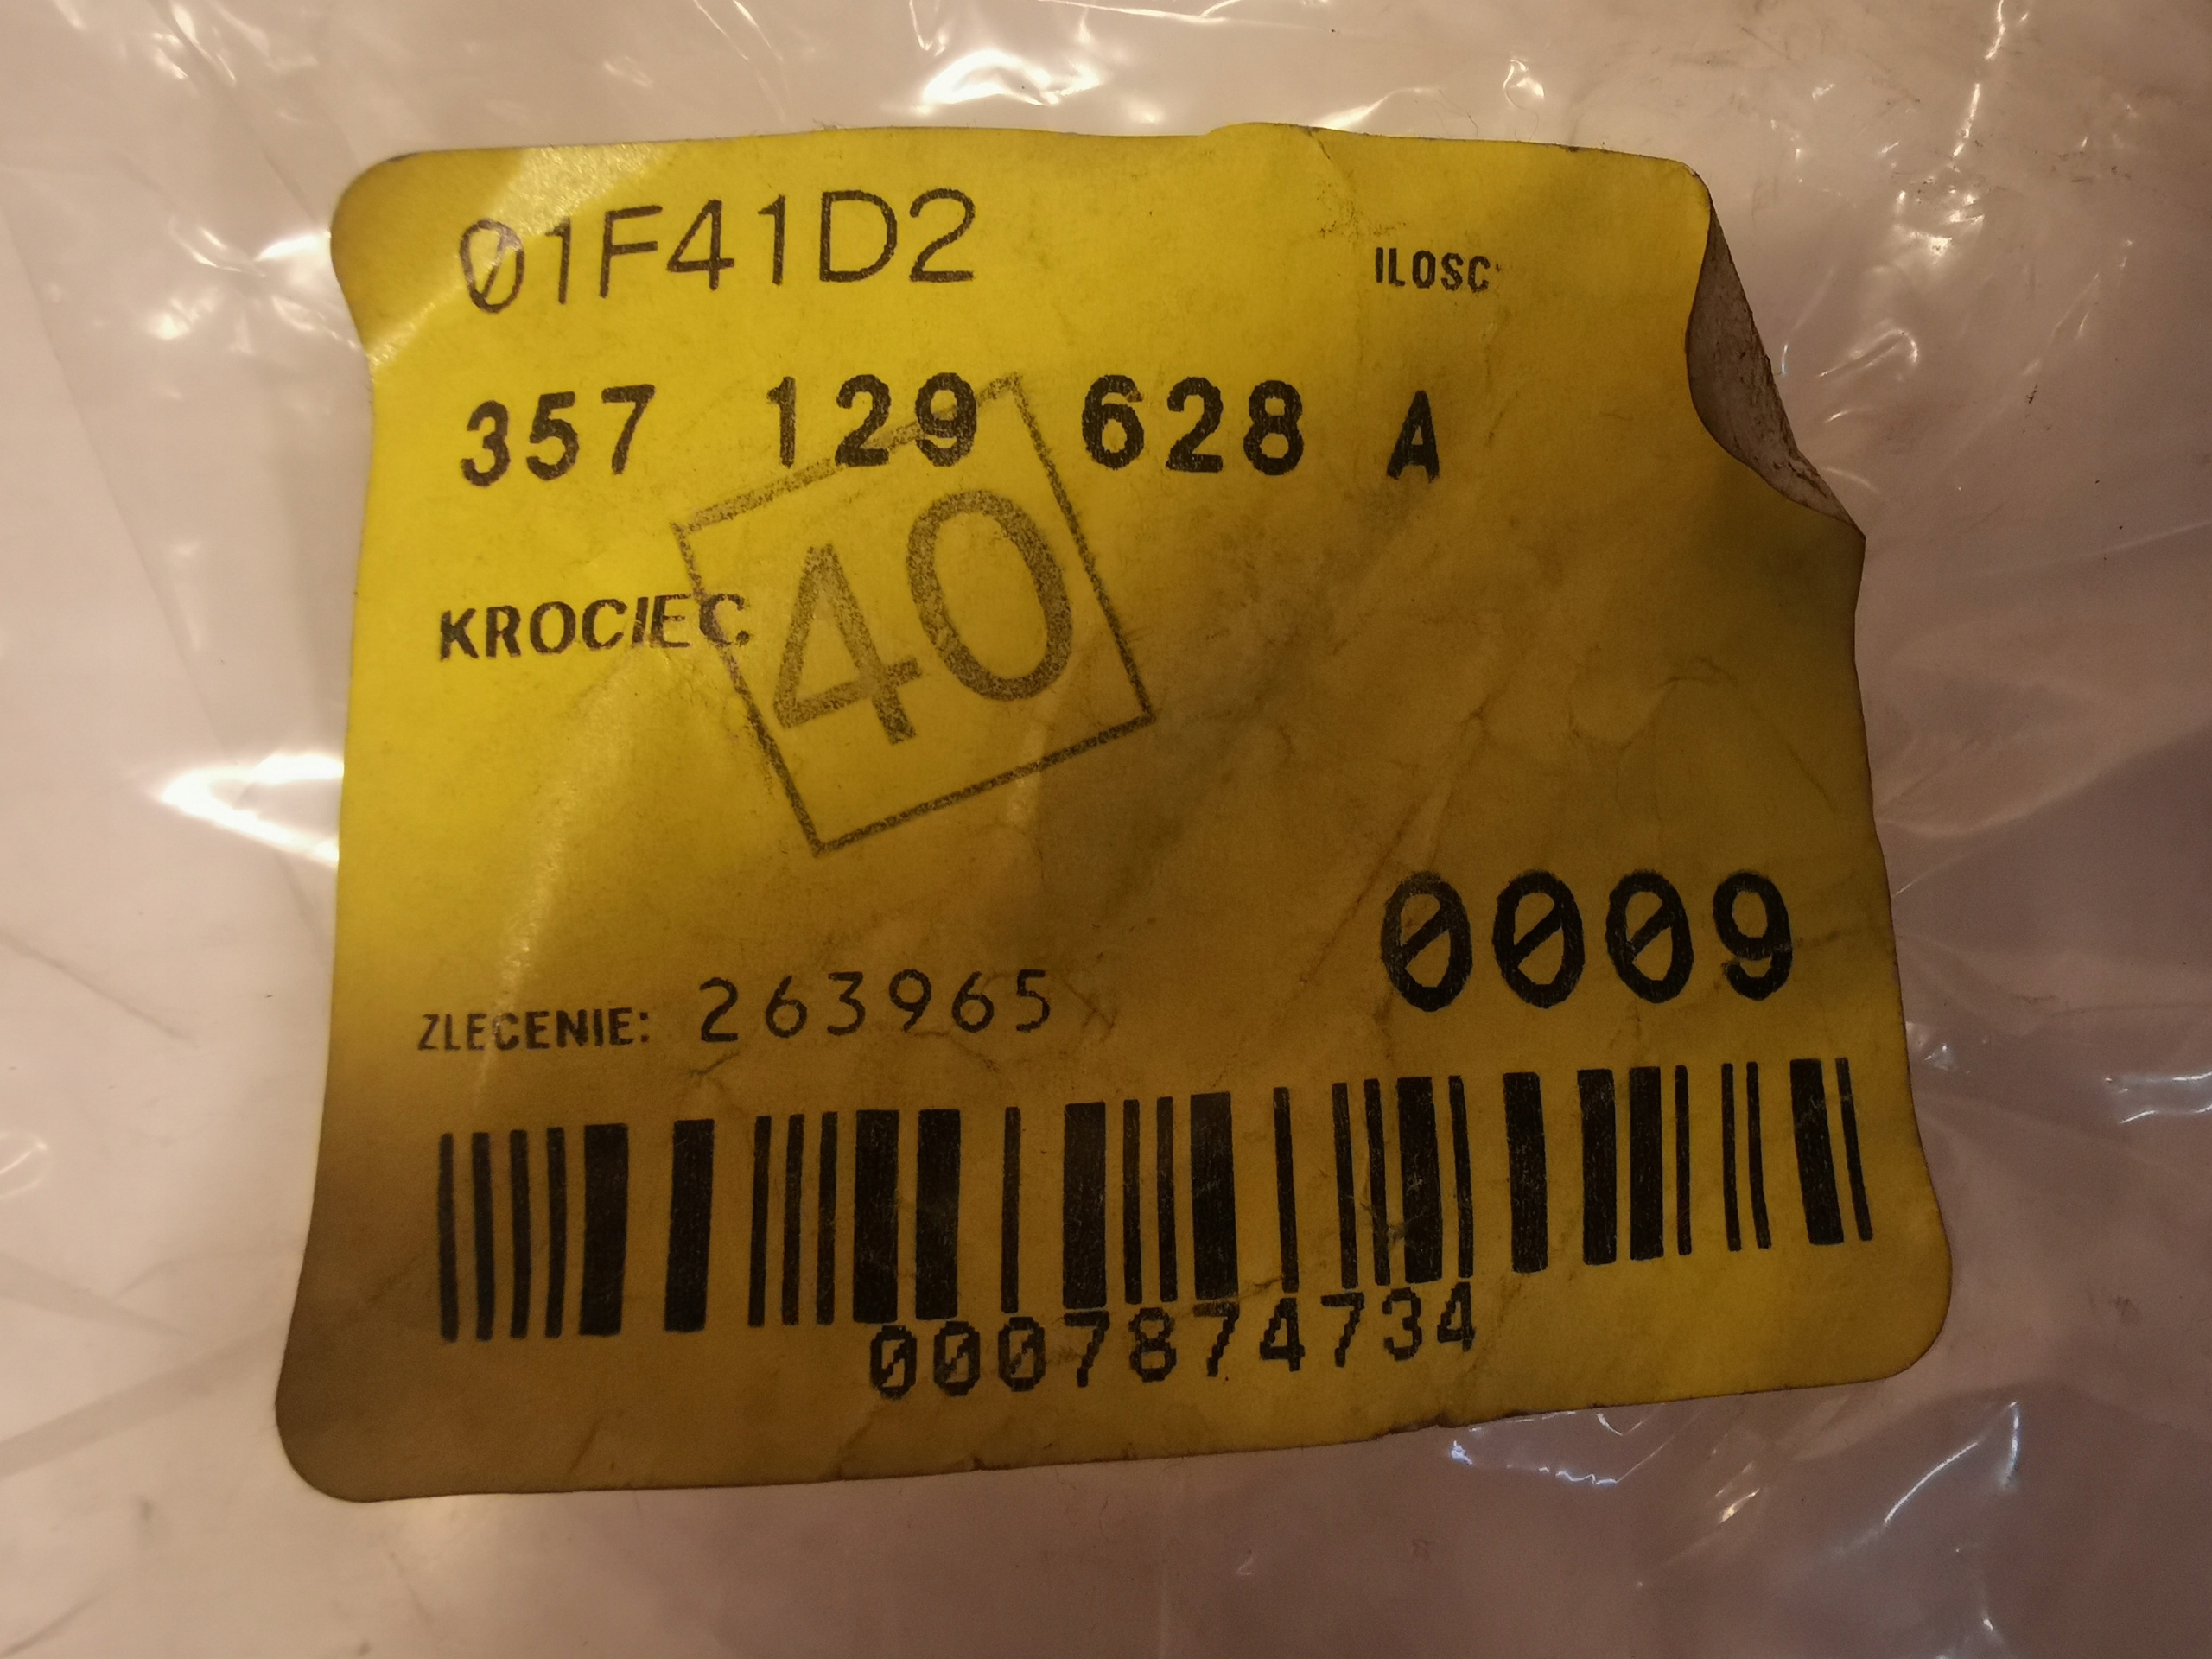 01F41D2
ILOSC:
357 129 628 A
40
KROCIEC
0009
ZLECENIE: 263965
0007874734